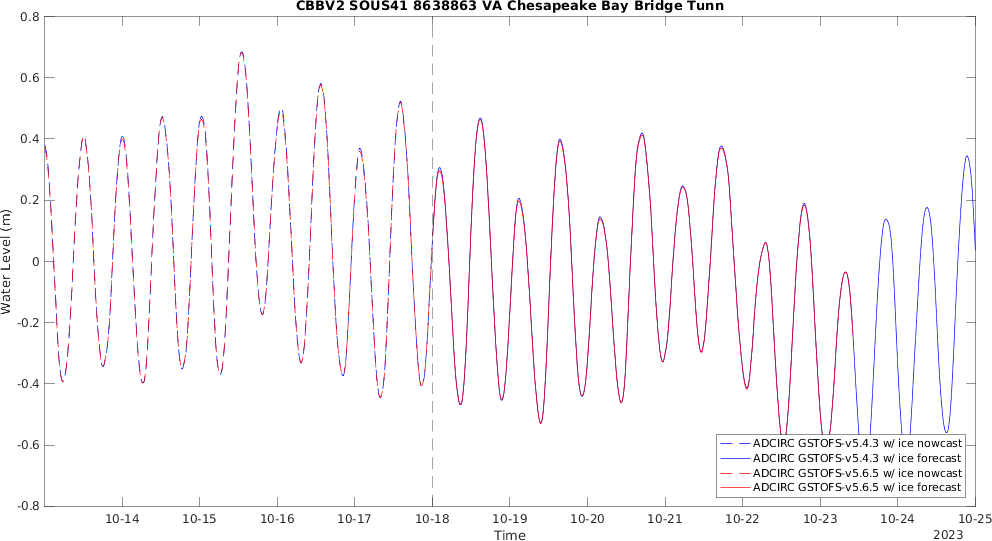 CBBV2 SOUS41 8638863 VA Chesapeake Bay Bridge Tunn
0.8
0.6
0.4
0.2
0
-0.2
-0.4
-0.6
-0.8
Water Level (m)
ADCIRC GSTOFS-v5.4.3 w/ ice nowcast
ADCIRC GSTOFS-v5.4.3 w/ ice forecast
ADCIRC GSTOFS-v5.6.5 w/ ice nowcast
ADCIRC GSTOFS-v5.6.5 w/ ice forecast
10-14 10-15 10-16 10-17 10-18 10-19 10-20 10-21 10-22 10-23 10-24 10-25
Time
2023